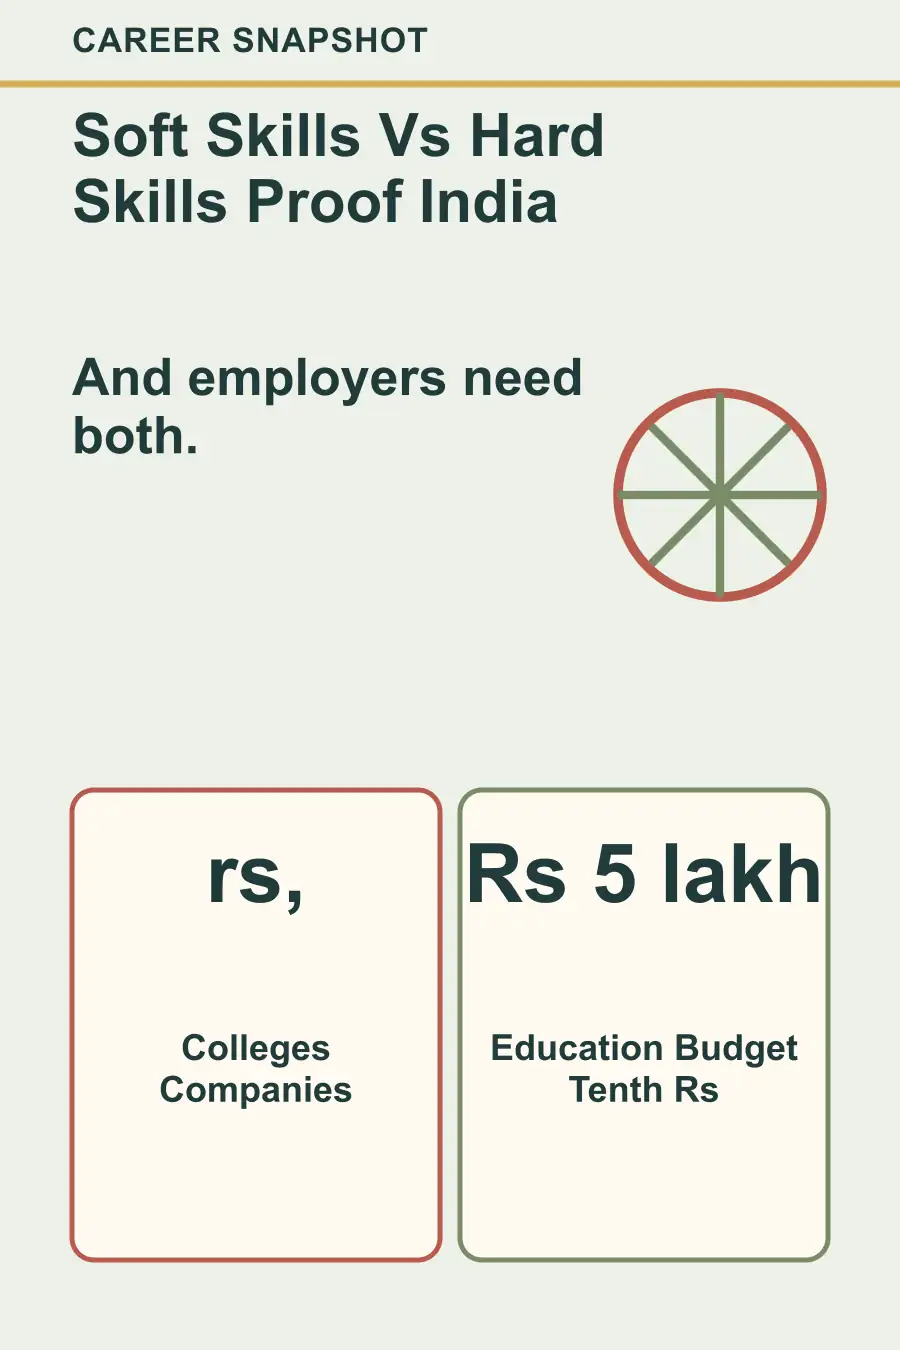 CAREER SNAPSHOT
Soft Skills Vs Hard
Skills Proof India
And employers need
both.
rs,
Colleges
Companies
Rs 5 lakh
Education Budget
Tenth Rs